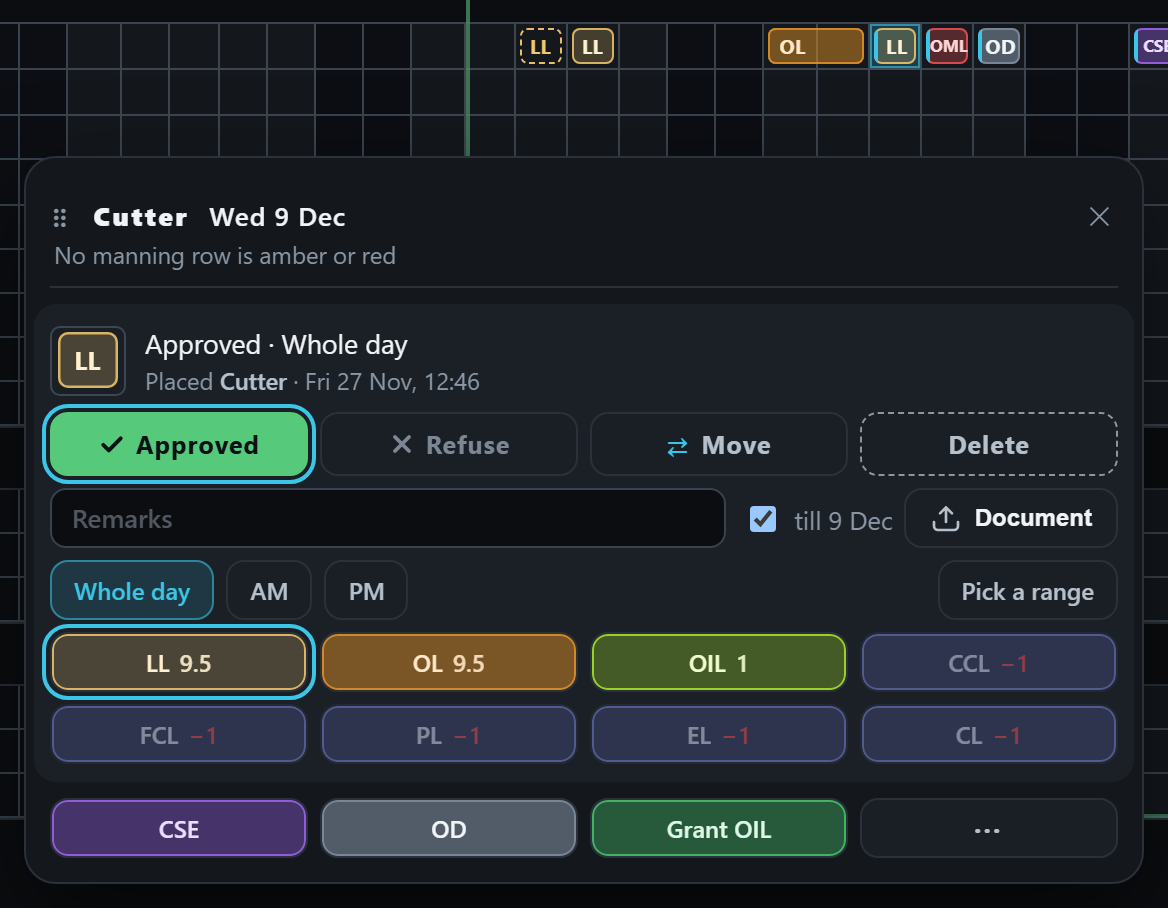 LL LL OL LL OML OD
Cutter Wed 9 Dec
No manning row is amber or red
LL
Approved · Whole day
Placed Cutter · Fri 27 Nov, 12:46
Approved Refuse Move Delete
Remarks till 9 Dec Document
Whole day AM PM Pick a range
LL 9.5 OL 9.5 OIL 1 CCL −1
FCL −1 PL −1 EL −1 CL −1
CSE OD Grant OIL ...